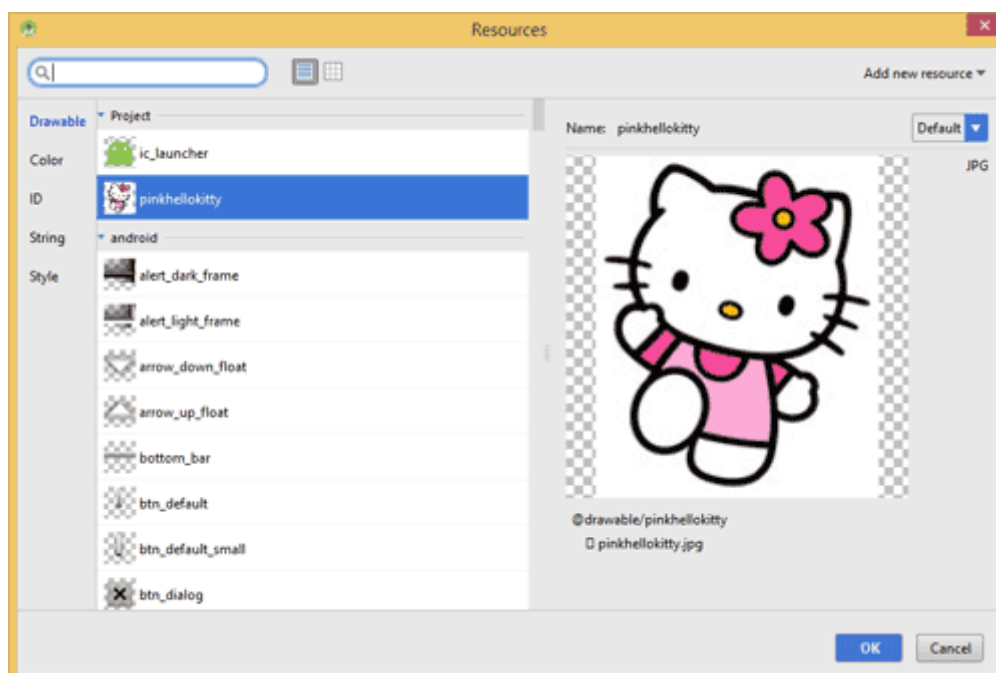 Resources
Add new resource
Drawable
Color
ID
String
Style
Project
ic_launcher
pinkhellokitty
android
alert_dark_frame
alert_light_frame
arrow_down_float
arrow_up_float
bottom_bar
btn_default
btn_default_small
btn_dialog
Name: pinkhellokitty
Default
JPG
@drawable/pinkhellokitty
pinkhellokitty.jpg
OK
Cancel